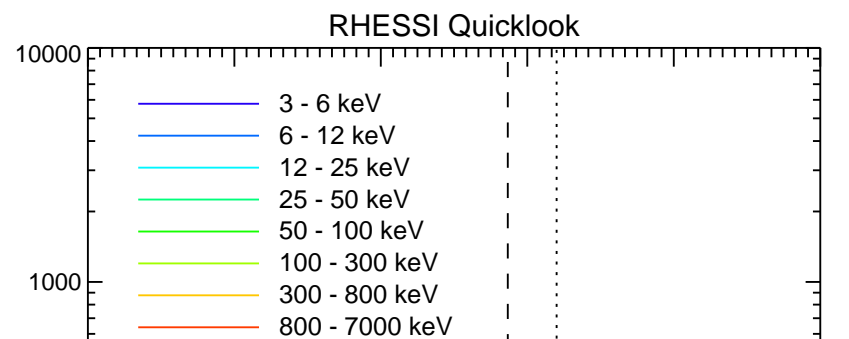 RHESSI Quicklook
10000
3 - 6 keV
6 - 12 keV
12 - 25 keV
25 - 50 keV
50 - 100 keV
100 - 300 keV
1000
300 - 800 keV
800 - 7000 keV